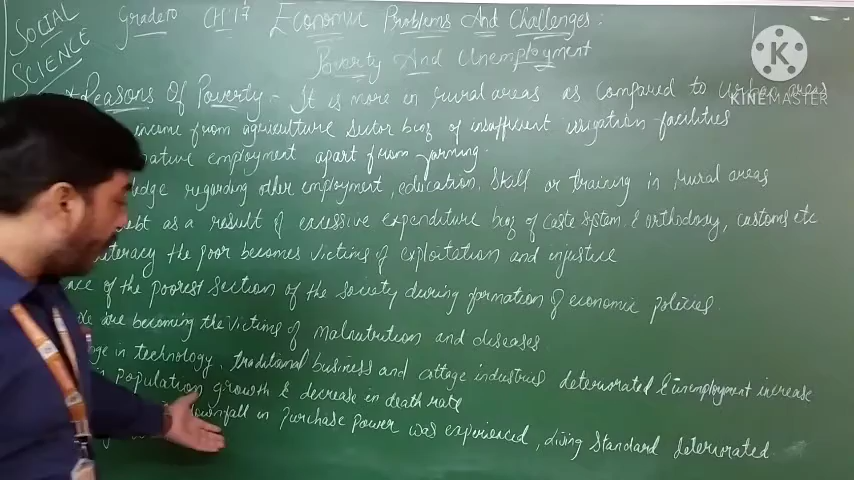 SOCIAL SCIENCE
Grade 10 CH 17 Economic Problems And Challenges:
Poverty And Unemployment
Reasons Of Poverty - It is more in rural areas as compared to urban areas
income from agriculture sector bcoz of insufficient irrigation facilities
native employment apart from farming.
regarding other employment, education, skill or training in rural areas
debt as a result of excessive expenditure bcoz of caste system & orthodoxy, customs etc
the poor becomes victims of exploitation and injustice
of the poorest section of the society during formation of economic policies.
are becoming the victims of malnutrition and diseases.
in technology, traditional business and cottage industries deteriorated & unemployment increase
Population growth & decrease in death rate
downfall in purchase power was experienced, living standard deteriorated
KINEMASTER